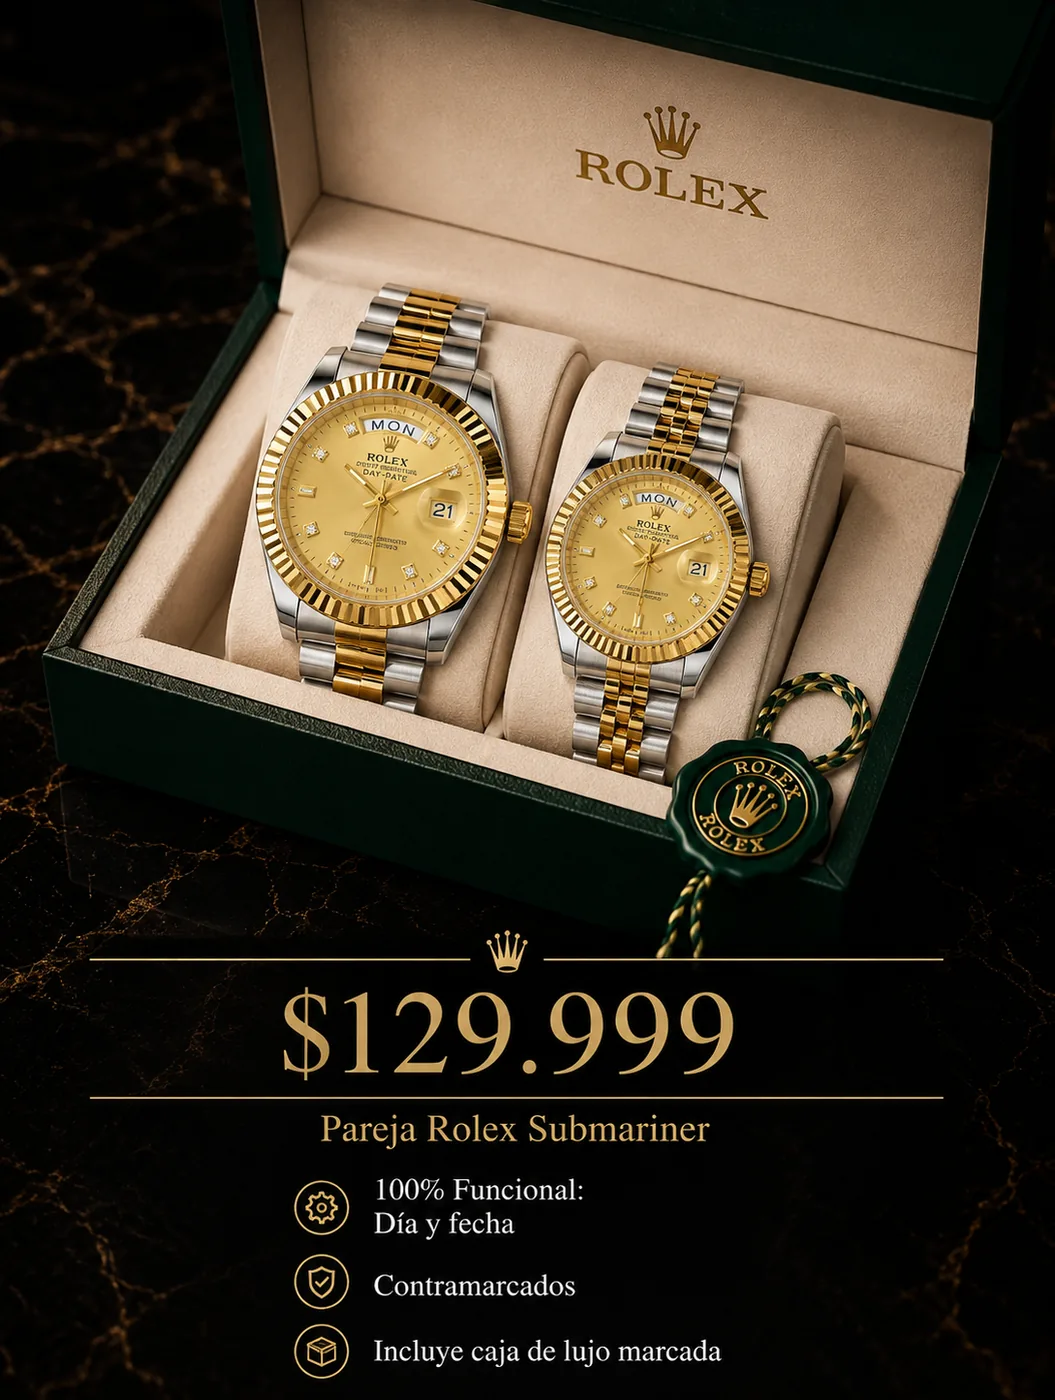 ROLEX
MON
ROLEX
DAY-DATE
21
MON
ROLEX
DAY-DATE
21
ROLEX
ROLEX
$129.999
Pareja Rolex Submariner
100% Funcional:
Día y fecha
Contramarcados
Incluye caja de lujo marcada